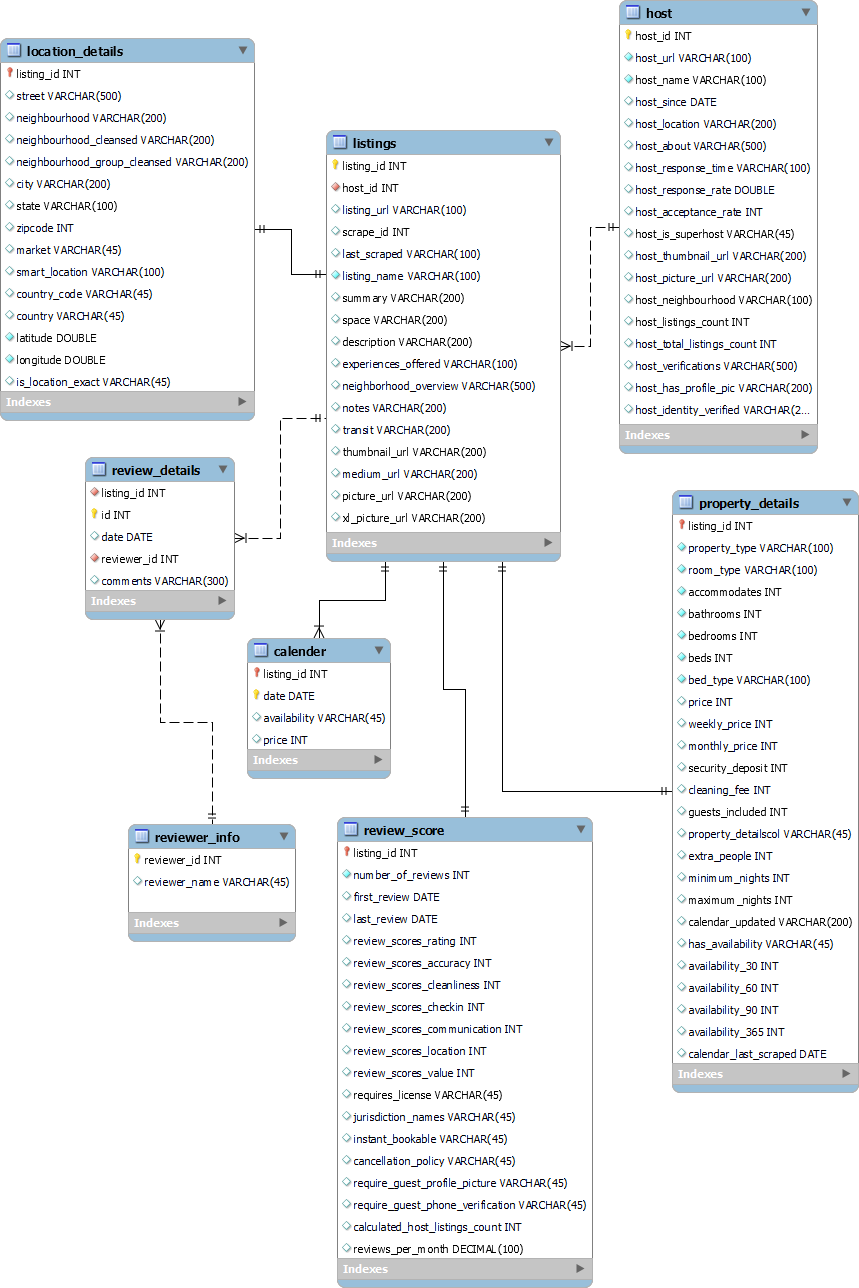 location_details
listing_id INT
street VARCHAR(500)
neighbourhood VARCHAR(200)
neighbourhood_cleansed VARCHAR(200)
neighbourhood_group_cleansed VARCHAR(200)
city VARCHAR(200)
state VARCHAR(100)
zipcode INT
market VARCHAR(45)
smart_location VARCHAR(100)
country_code VARCHAR(45)
country VARCHAR(45)
latitude DOUBLE
longitude DOUBLE
is_location_exact VARCHAR(45)
Indexes
listings
listing_id INT
host_id INT
listing_url VARCHAR(100)
scrape_id INT
last_scraped VARCHAR(100)
listing_name VARCHAR(100)
summary VARCHAR(200)
space VARCHAR(200)
description VARCHAR(200)
experiences_offered VARCHAR(100)
neighborhood_overview VARCHAR(500)
notes VARCHAR(200)
transit VARCHAR(200)
thumbnail_url VARCHAR(200)
medium_url VARCHAR(200)
picture_url VARCHAR(200)
xl_picture_url VARCHAR(200)
Indexes
host
host_id INT
host_url VARCHAR(100)
host_name VARCHAR(100)
host_since DATE
host_location VARCHAR(200)
host_about VARCHAR(500)
host_response_time VARCHAR(100)
host_response_rate DOUBLE
host_acceptance_rate INT
host_is_superhost VARCHAR(45)
host_thumbnail_url VARCHAR(200)
host_picture_url VARCHAR(200)
host_neighbourhood VARCHAR(100)
host_listings_count INT
host_total_listings_count INT
host_verifications VARCHAR(500)
host_has_profile_pic VARCHAR(200)
host_identity_verified VARCHAR(2...
Indexes
review_details
listing_id INT
id INT
date DATE
reviewer_id INT
comments VARCHAR(300)
Indexes
calender
listing_id INT
date DATE
availability VARCHAR(45)
price INT
Indexes
reviewer_info
reviewer_id INT
reviewer_name VARCHAR(45)
Indexes
review_score
listing_id INT
number_of_reviews INT
first_review DATE
last_review DATE
review_scores_rating INT
review_scores_accuracy INT
review_scores_cleanliness INT
review_scores_checkin INT
review_scores_communication INT
review_scores_location INT
review_scores_value INT
requires_license VARCHAR(45)
jurisdiction_names VARCHAR(45)
instant_bookable VARCHAR(45)
cancellation_policy VARCHAR(45)
require_guest_profile_picture VARCHAR(45)
require_guest_phone_verification VARCHAR(45)
calculated_host_listings_count INT
reviews_per_month DECIMAL(100)
Indexes
property_details
listing_id INT
property_type VARCHAR(100)
room_type VARCHAR(100)
accommodates INT
bathrooms INT
bedrooms INT
beds INT
bed_type VARCHAR(100)
price INT
weekly_price INT
monthly_price INT
security_deposit INT
cleaning_fee INT
guests_included INT
property_detailscol VARCHAR(45)
extra_people INT
minimum_nights INT
maximum_nights INT
calendar_updated VARCHAR(200)
has_availability VARCHAR(45)
availability_30 INT
availability_60 INT
availability_90 INT
availability_365 INT
calendar_last_scraped DATE
Indexes